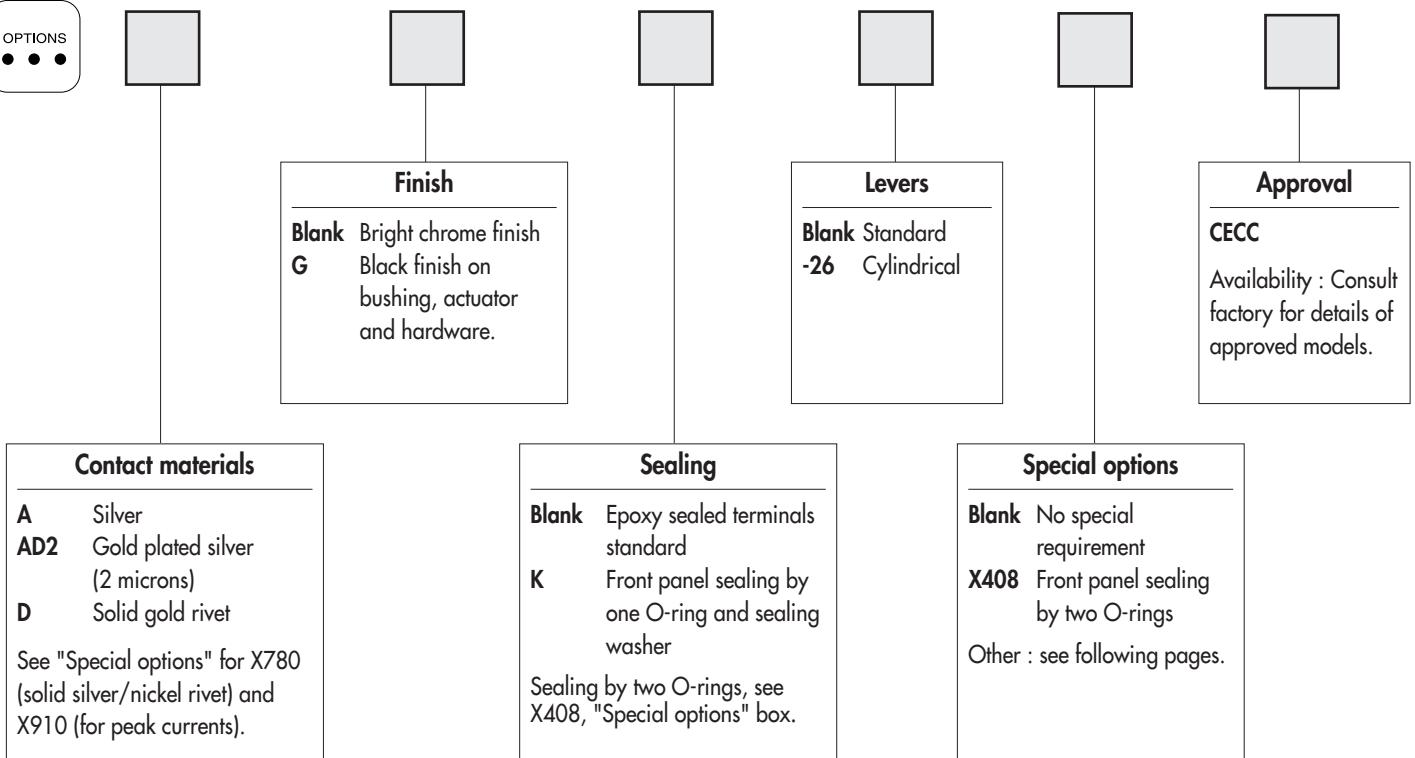 OPTIONS
Finish
Blank Bright chrome finish
G Black finish on
bushing, actuator
and hardware.
Levers
Blank Standard
-26 Cylindrical
Approval
CECC
Availability : Consult
factory for details of
approved models.
Contact materials
A Silver
AD2 Gold plated silver
(2 microns)
D Solid gold rivet
See "Special options" for X780
(solid silver/nickel rivet) and
X910 (for peak currents).
Sealing
Blank Epoxy sealed terminals
standard
K Front panel sealing by
one O-ring and sealing
washer
Sealing by two O-rings, see
X408, "Special options" box.
Special options
Blank No special
requirement
X408 Front panel sealing
by two O-rings
Other : see following pages.